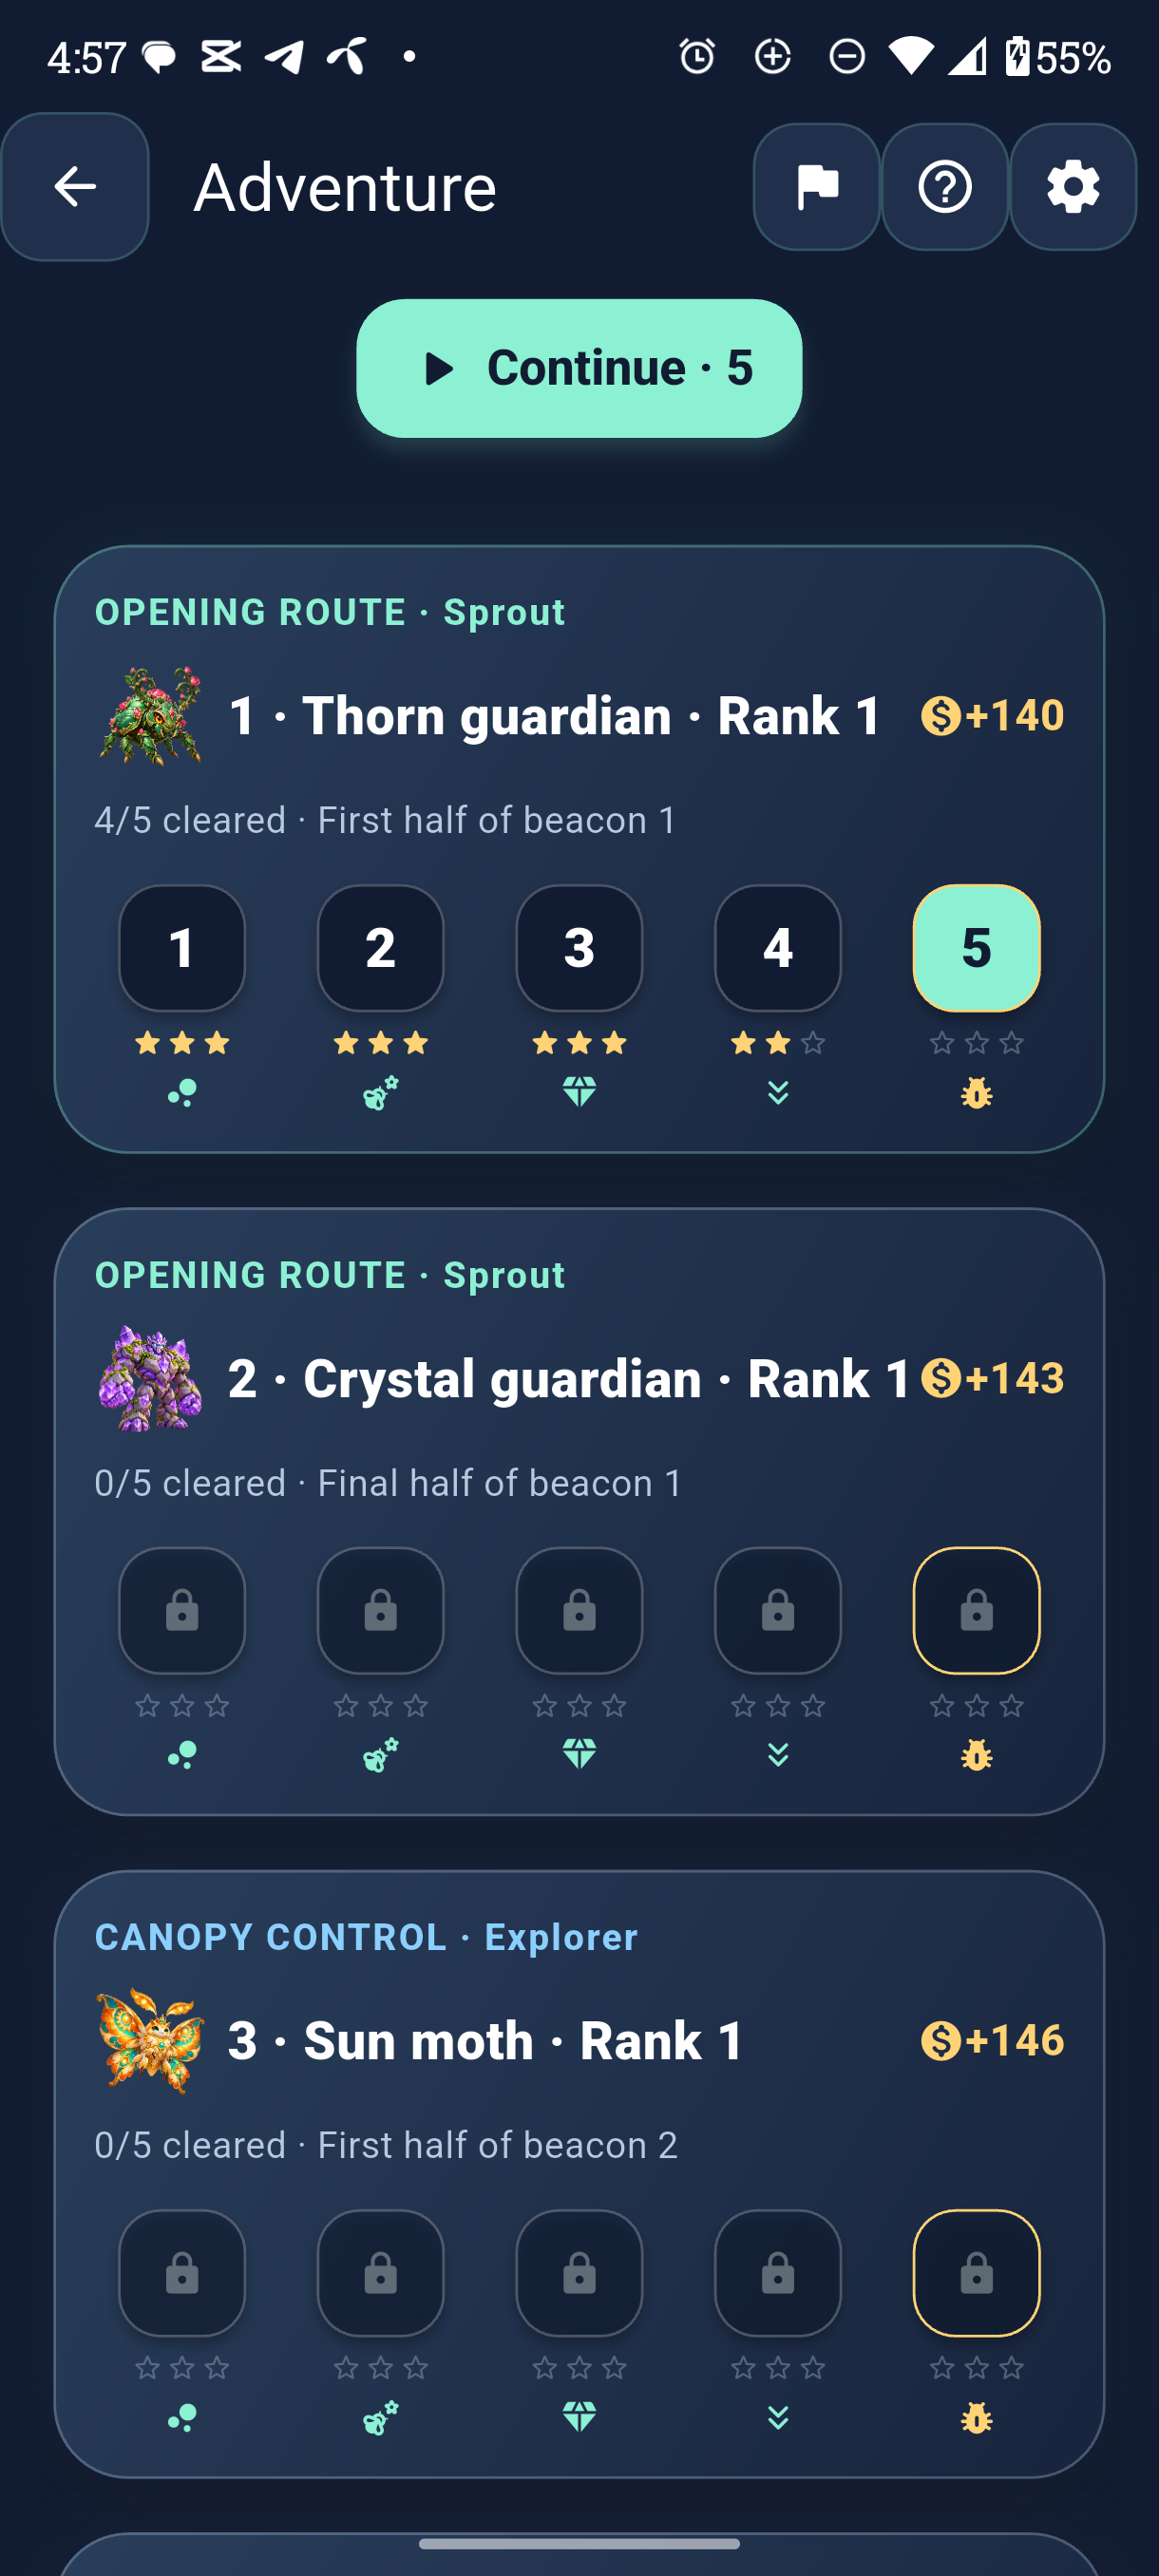 4:57
55%
Adventure
Continue · 5
OPENING ROUTE · Sprout
1 · Thorn guardian · Rank 1
+140
4/5 cleared · First half of beacon 1
1 2 3 4 5
OPENING ROUTE · Sprout
2 · Crystal guardian · Rank 1
+143
0/5 cleared · Final half of beacon 1
CANOPY CONTROL · Explorer
3 · Sun moth · Rank 1
+146
0/5 cleared · First half of beacon 2